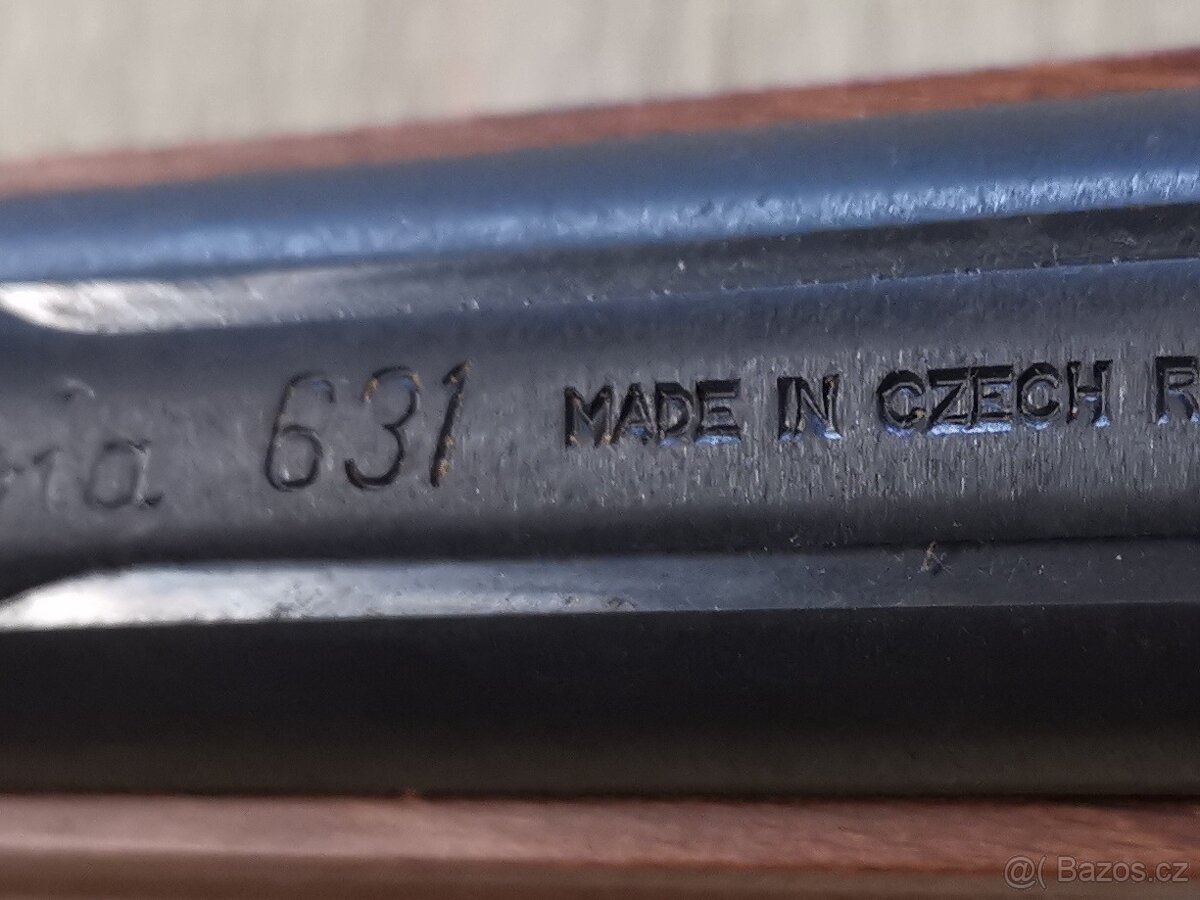 631 MADE IN CZECH R
@( Bazos.cz